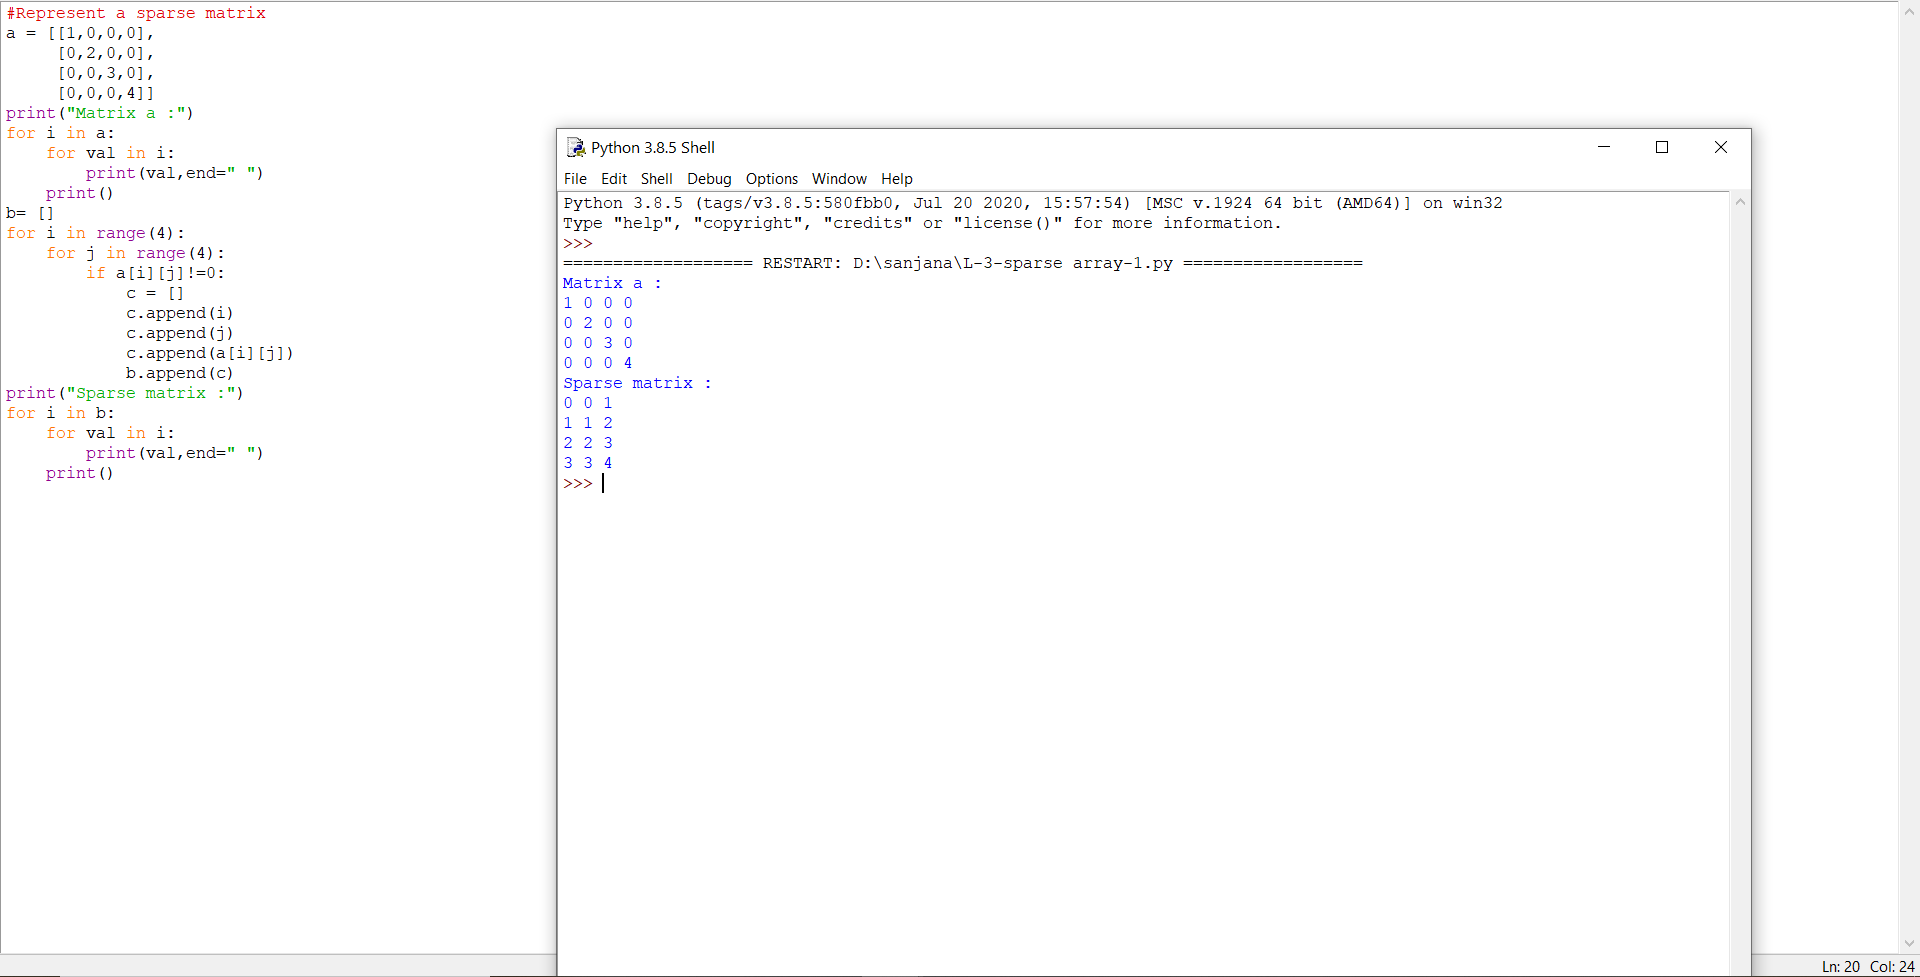 #Represent a sparse matrix
a = [[1,0,0,0],
     [0,2,0,0],
     [0,0,3,0],
     [0,0,0,4]]
print("Matrix a :")
for i in a:
    for val in i:
        print(val,end=" ")
    print()
b= []
for i in range(4):
    for j in range(4):
        if a[i][j]!=0:
            c = []
            c.append(i)
            c.append(j)
            c.append(a[i][j])
            b.append(c)
print("Sparse matrix :")
for i in b:
    for val in i:
        print(val,end=" ")
    print()
Python 3.8.5 Shell
File Edit Shell Debug Options Window Help
Python 3.8.5 (tags/v3.8.5:580fbb0, Jul 20 2020, 15:57:54) [MSC v.1924 64 bit (AMD64)] on win32
Type "help", "copyright", "credits" or "license()" for more information.
>>>
=================== RESTART: D:\sanjana\L-3-sparse array-1.py ==================
Matrix a :
1 0 0 0
0 2 0 0
0 0 3 0
0 0 0 4
Sparse matrix :
0 0 1
1 1 2
2 2 3
3 3 4
>>>
Ln: 20 Col: 24